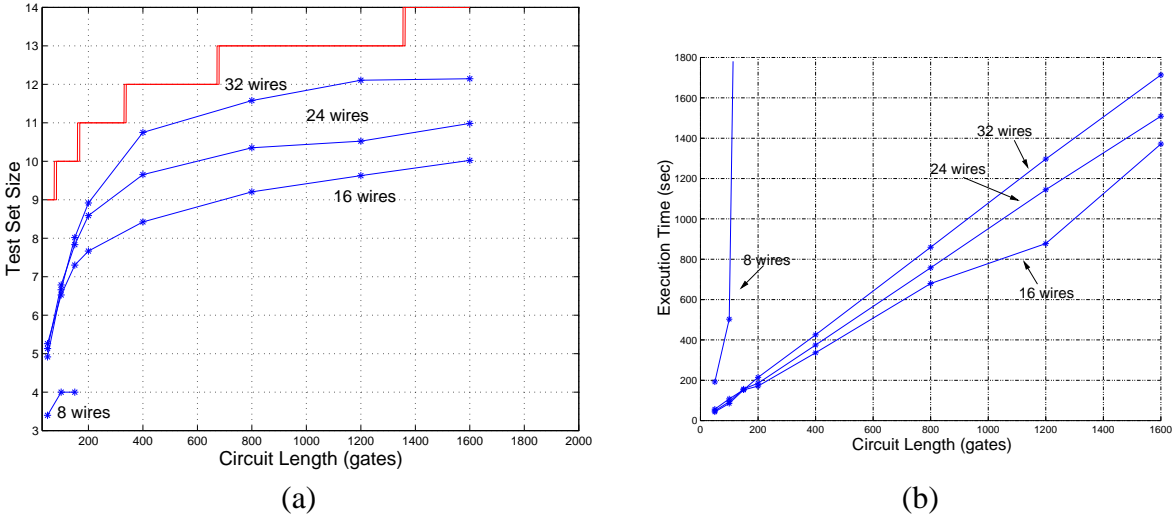 14
13
12
11
10
9
8
7
6
5
4
3
Test Set Size
32 wires
24 wires
16 wires
8 wires
200 400 600 800 1000 1200 1400 1600 1800 2000
Circuit Length (gates)
(a)
1800
1600
1400
1200
1000
800
600
400
200
0
Execution Time (sec)
32 wires
24 wires
8 wires
16 wires
0 200 400 600 800 1000 1200 1400 1600
Circuit Length (gates)
(b)